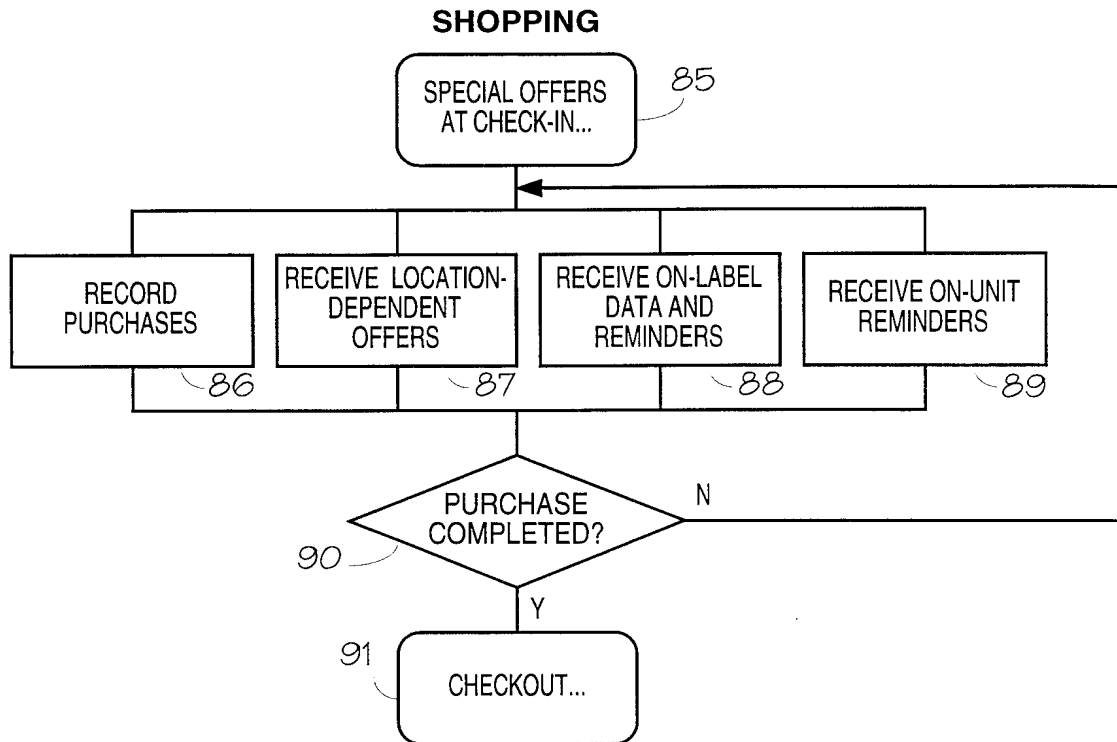 SHOPPING
SPECIAL OFFERS
AT CHECK-IN...
85
RECORD
PURCHASES
86
RECEIVE LOCATION-
DEPENDENT
OFFERS
87
RECEIVE ON-LABEL
DATA AND
REMINDERS
88
RECEIVE ON-UNIT
REMINDERS
89
PURCHASE
COMPLETED?
90
N
Y
91
CHECKOUT...